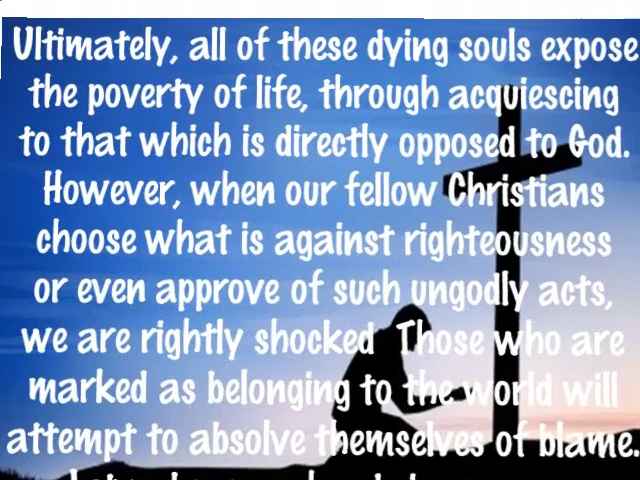 Ultimately, all of these dying souls expose
the poverty of life, through acquiescing
to that which is directly opposed to God.
However, when our fellow Christians
choose what is against righteousness
or even approve of such ungodly acts,
we are rightly shocked Those who are
marked as belonging to the world will
attempt to absolve themselves of blame.